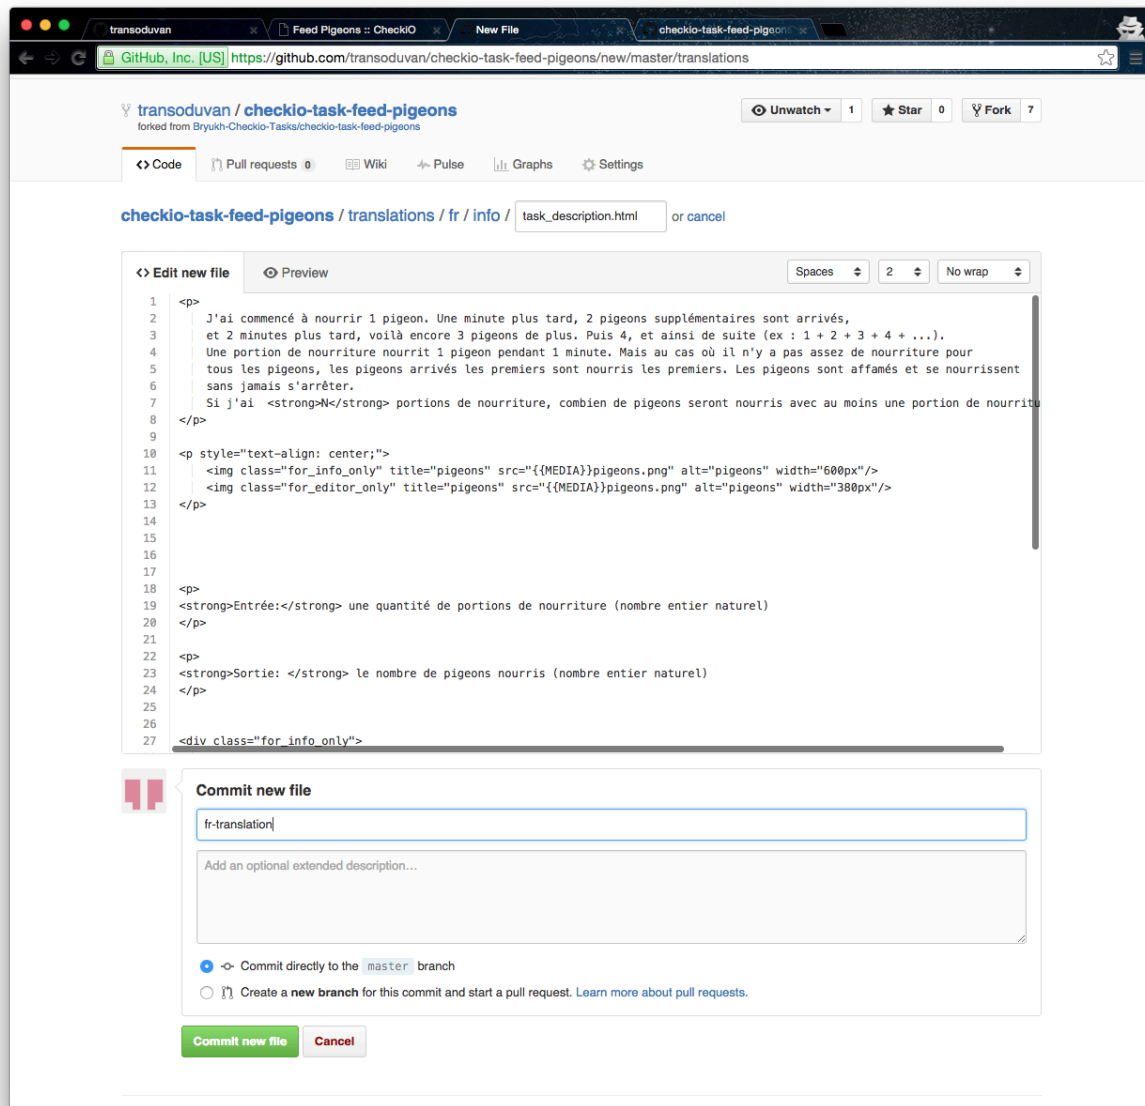 transoduvan
Feed Pigeons :: CheckiO
New File
checkio-task-feed-pigeons
GitHub, Inc. [US] https://github.com/transoduvan/checkio-task-feed-pigeons/new/master/translations
transoduvan / checkio-task-feed-pigeons
Unwatch 1
Star 0
Fork 7
forked from Bryukh-Checkio-Tasks/checkio-task-feed-pigeons
<> Code
Pull requests 0
Wiki
Pulse
Graphs
Settings
checkio-task-feed-pigeons / translations / fr / info / task_description.html or cancel
<> Edit new file
Preview
Spaces
2
No wrap
1 <p>
2 J'ai commencé à nourrir 1 pigeon. Une minute plus tard, 2 pigeons supplémentaires sont arrivés,
3 et 2 minutes plus tard, voilà encore 3 pigeons de plus. Puis 4, et ainsi de suite (ex : 1 + 2 + 3 + 4 + ...).
4 Une portion de nourriture nourrit 1 pigeon pendant 1 minute. Mais au cas où il n'y a pas assez de nourriture pour
5 tous les pigeons, les pigeons arrivés les premiers sont nourris les premiers. Les pigeons sont affamés et se nourrissent
6 sans jamais s'arrêter.
7 Si j'ai  <strong>N</strong> portions de nourriture, combien de pigeons seront nourris avec au moins une portion de nourritu
8 </p>
9
10 <p style="text-align: center;">
11 <img class="for_info_only" title="pigeons" src="{{MEDIA}}pigeons.png" alt="pigeons" width="600px"/>
12 <img class="for_editor_only" title="pigeons" src="{{MEDIA}}pigeons.png" alt="pigeons" width="380px"/>
13 </p>
14
15
16
17
18 <p>
19 <strong>Entrée:</strong> une quantité de portions de nourriture (nombre entier naturel)
20 </p>
21
22 <p>
23 <strong>Sortie: </strong> le nombre de pigeons nourris (nombre entier naturel)
24 </p>
25
26
27 <div class="for_info_only">
Commit new file
fr-translation
Add an optional extended description…
Commit directly to the master branch
Create a new branch for this commit and start a pull request. Learn more about pull requests.
Commit new file
Cancel